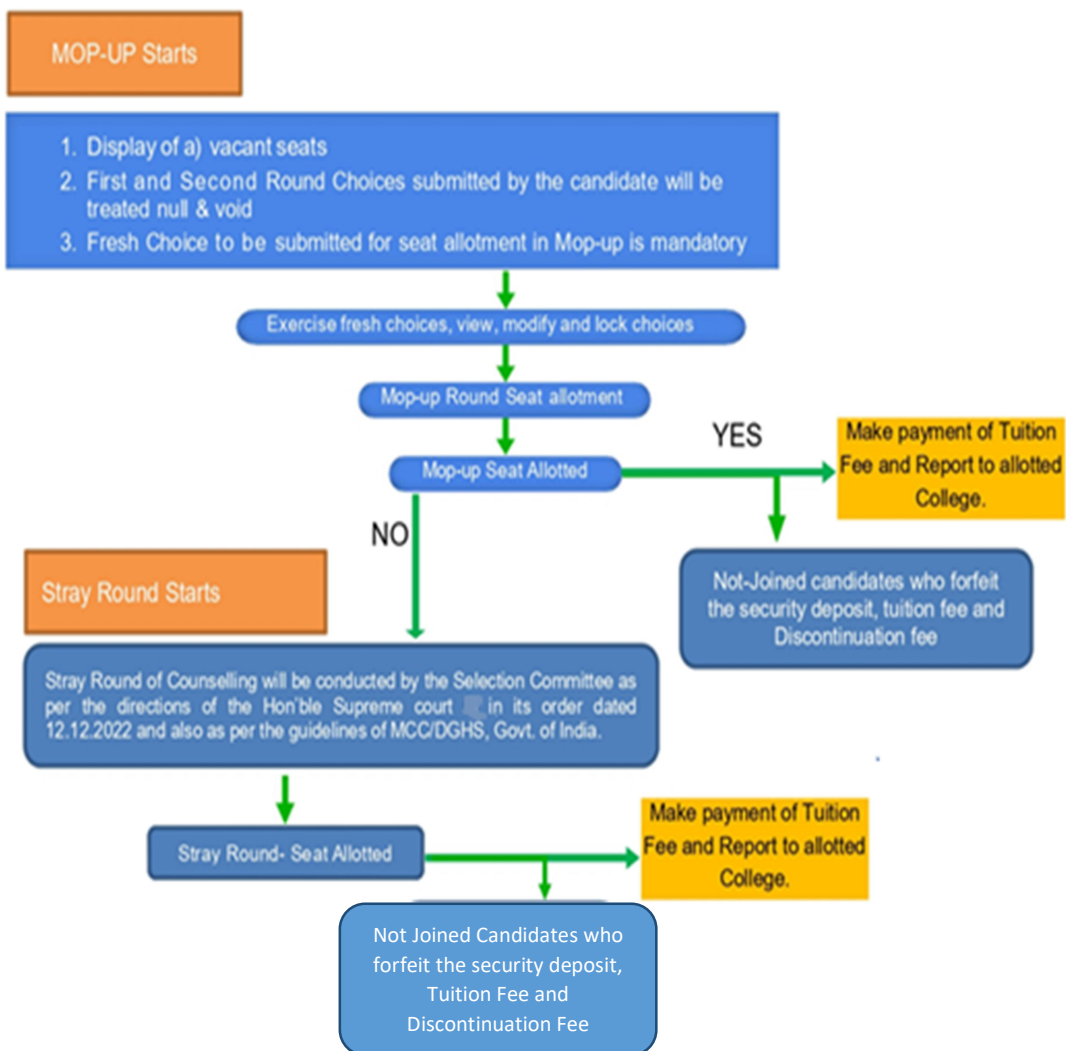 MOP-UP Starts
1. Display of a) vacant seats
2. First and Second Round Choices submitted by the candidate will be
treated null & void
3. Fresh Choice to be submitted for seat allotment in Mop-up is mandatory
Exercise fresh choices, view, modify and lock choices
Mop-up Round Seat allotment
Mop-up Seat Allotted
YES
Make payment of Tuition
Fee and Report to allotted
College.
NO
Not-Joined candidates who forfeit
the security deposit, tuition fee and
Discontinuation fee
Stray Round Starts
Stray Round of Counselling will be conducted by the Selection Committee as
per the directions of the Hon'ble Supreme court in its order dated
12.12.2022 and also as per the guidelines of MCC/DGHS, Govt. of India.
Stray Round- Seat Allotted
Make payment of Tuition
Fee and Report to allotted
College.
Not Joined Candidates who
forfeit the security deposit,
Tuition Fee and
Discontinuation Fee